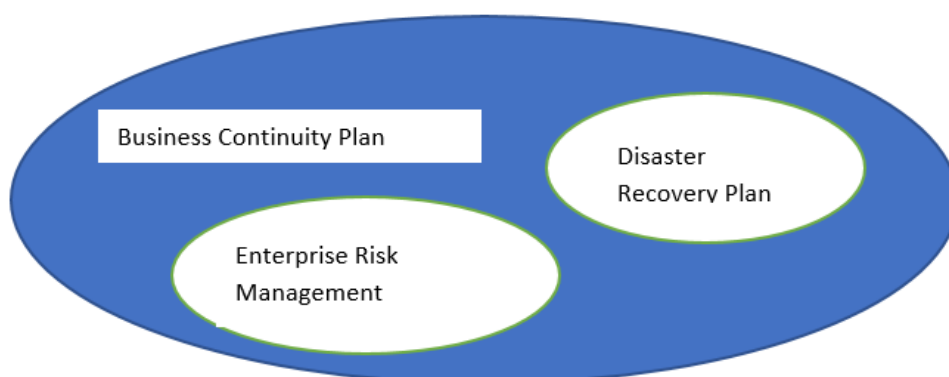 Business Continuity Plan
Disaster
Recovery Plan
Enterprise Risk
Management